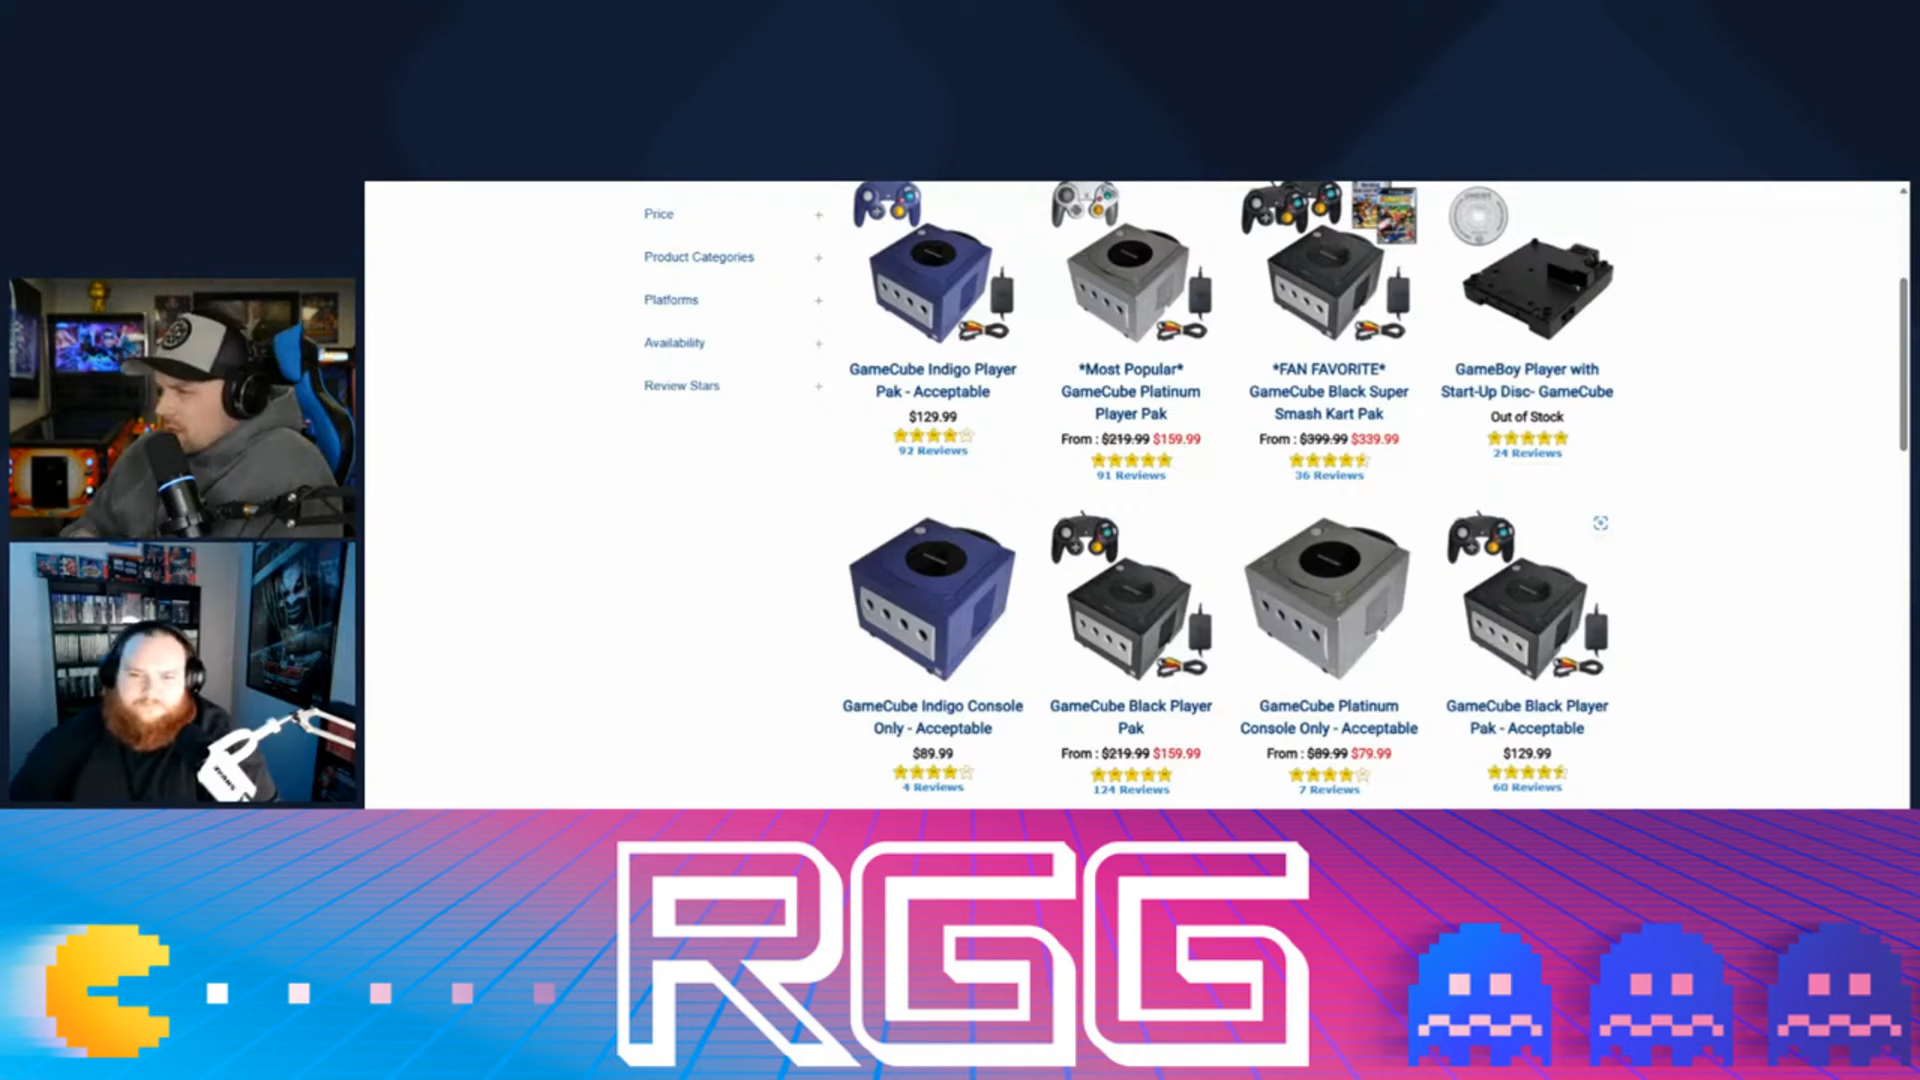 Price +
Product Categories +
Platforms +
Availability +
Review Stars +
GameCube Indigo Player
Pak - Acceptable
$129.99
92 Reviews
*Most Popular*
GameCube Platinum
Player Pak
From : $219.99 $159.99
91 Reviews
*FAN FAVORITE*
GameCube Black Super
Smash Kart Pak
From : $399.99 $339.99
36 Reviews
GameBoy Player with
Start-Up Disc- GameCube
Out of Stock
24 Reviews
GameCube Indigo Console
Only - Acceptable
$89.99
4 Reviews
GameCube Black Player
Pak
From : $219.99 $159.99
124 Reviews
GameCube Platinum
Console Only - Acceptable
From : $89.99 $79.99
7 Reviews
GameCube Black Player
Pak - Acceptable
$129.99
60 Reviews
RGG